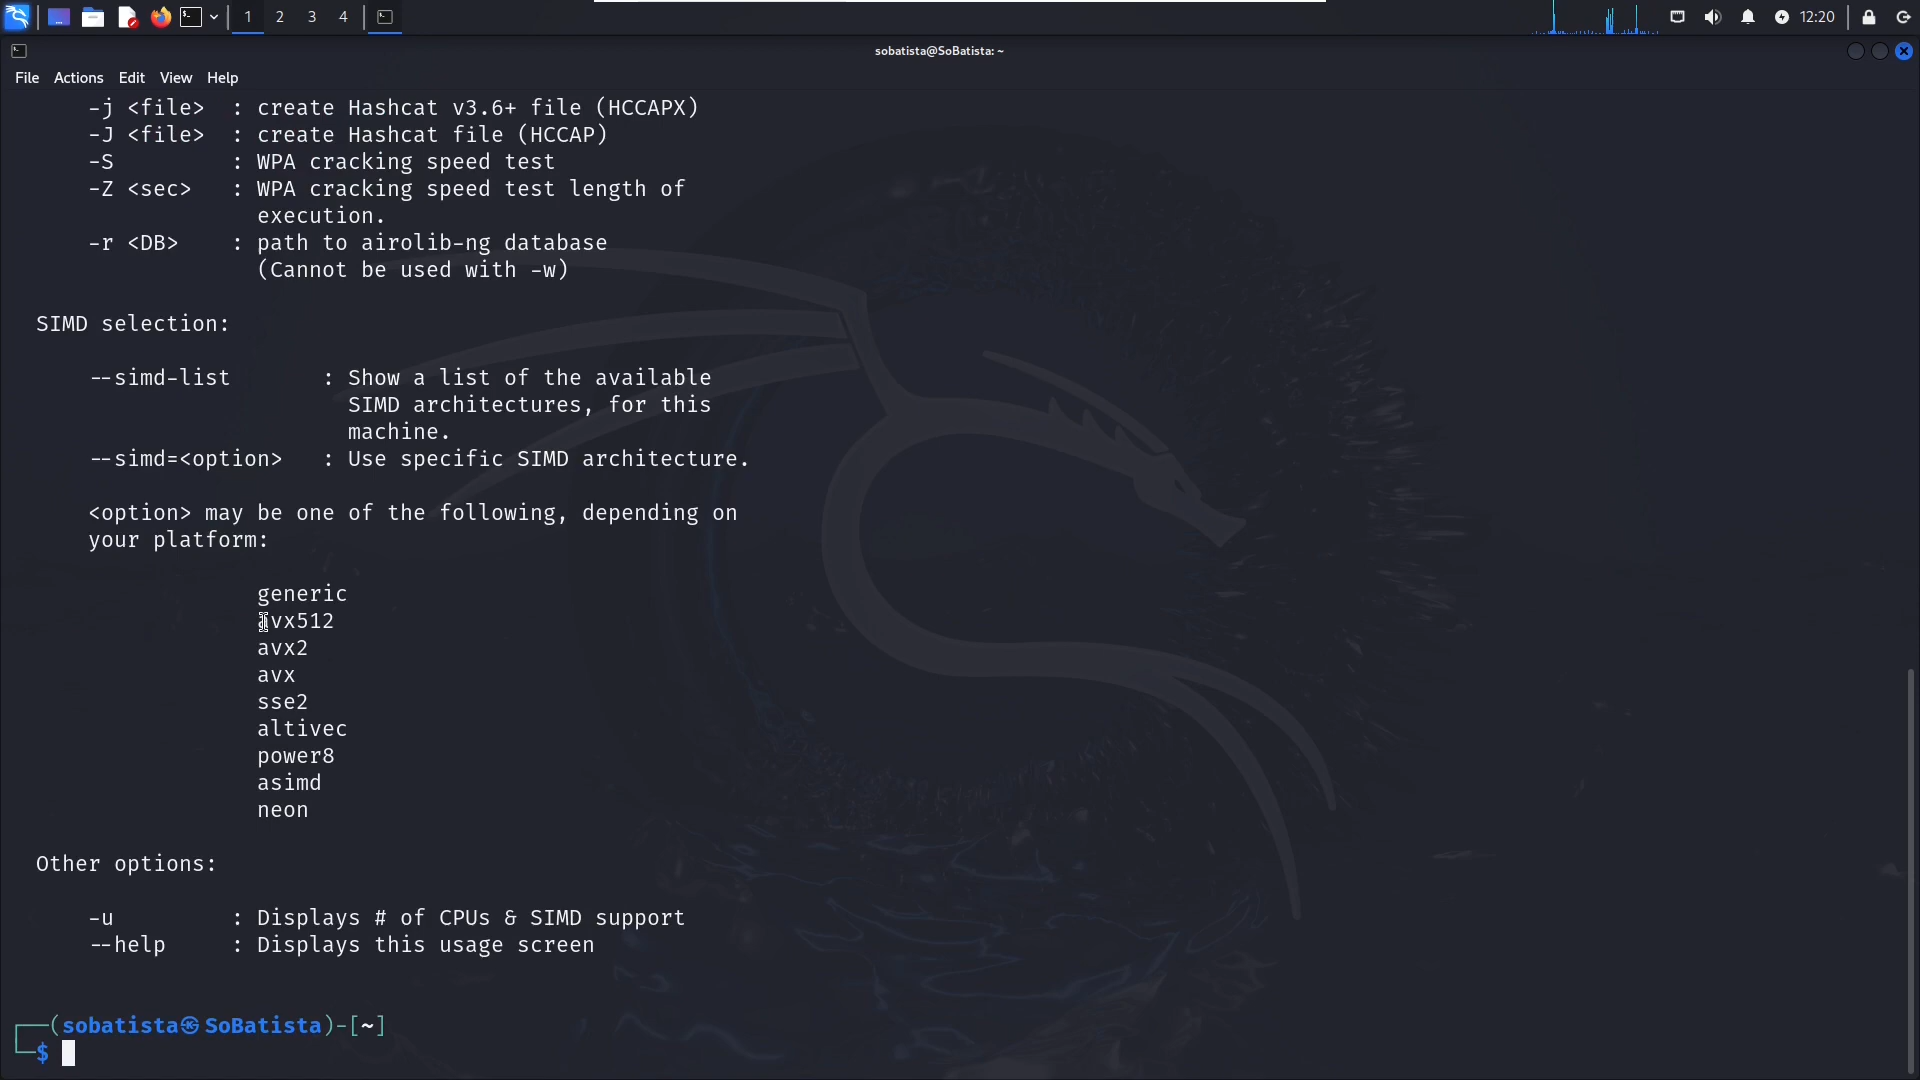 1 2 3 4
12:20
sobatista@SoBatista: ~
File Actions Edit View Help
-j <file> : create Hashcat v3.6+ file (HCCAPX)
-J <file> : create Hashcat file (HCCAP)
-S : WPA cracking speed test
-Z <sec> : WPA cracking speed test length of
execution.
-r <DB> : path to airolib-ng database
(Cannot be used with -w)
SIMD selection:
--simd-list : Show a list of the available
SIMD architectures, for this
machine.
--simd=<option> : Use specific SIMD architecture.
<option> may be one of the following, depending on
your platform:
generic
avx512
avx2
avx
sse2
altivec
power8
asimd
neon
Other options:
-u : Displays # of CPUs & SIMD support
--help : Displays this usage screen
┌──(sobatista㉿SoBatista)-[~]
└─$